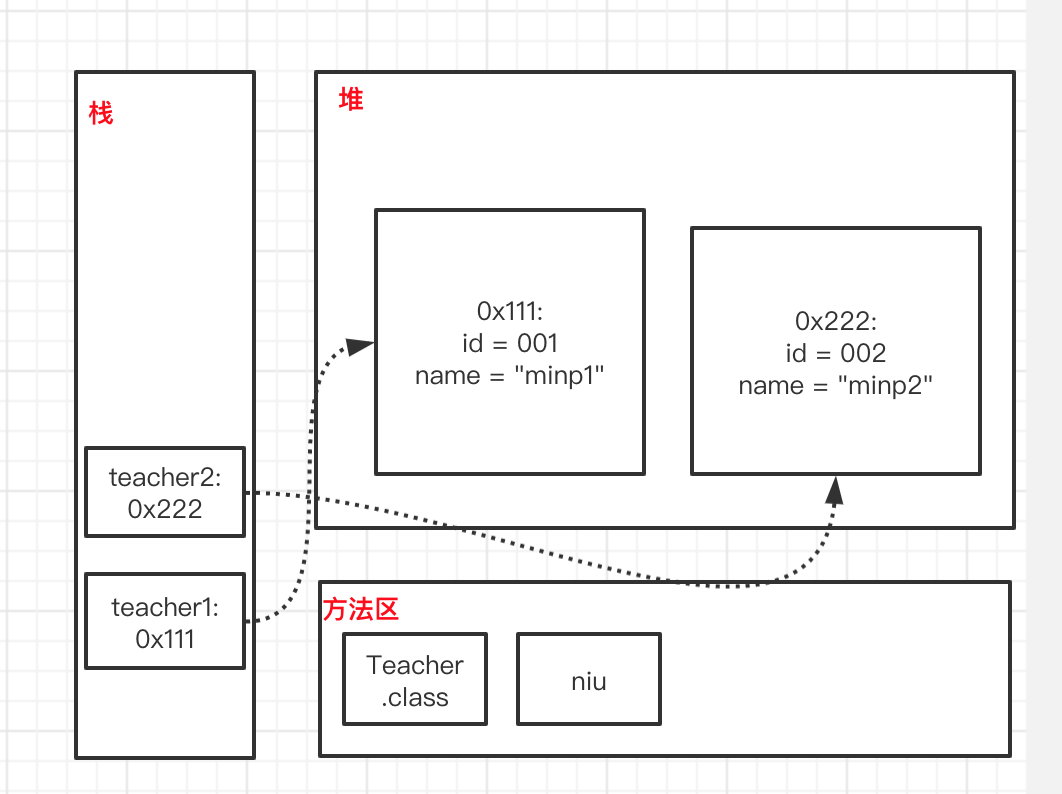 栈
teacher2:
0x222
teacher1:
0x111
堆
0x111:
id = 001
name = "minp1"
0x222:
id = 002
name = "minp2"
方法区
Teacher
.class
niu